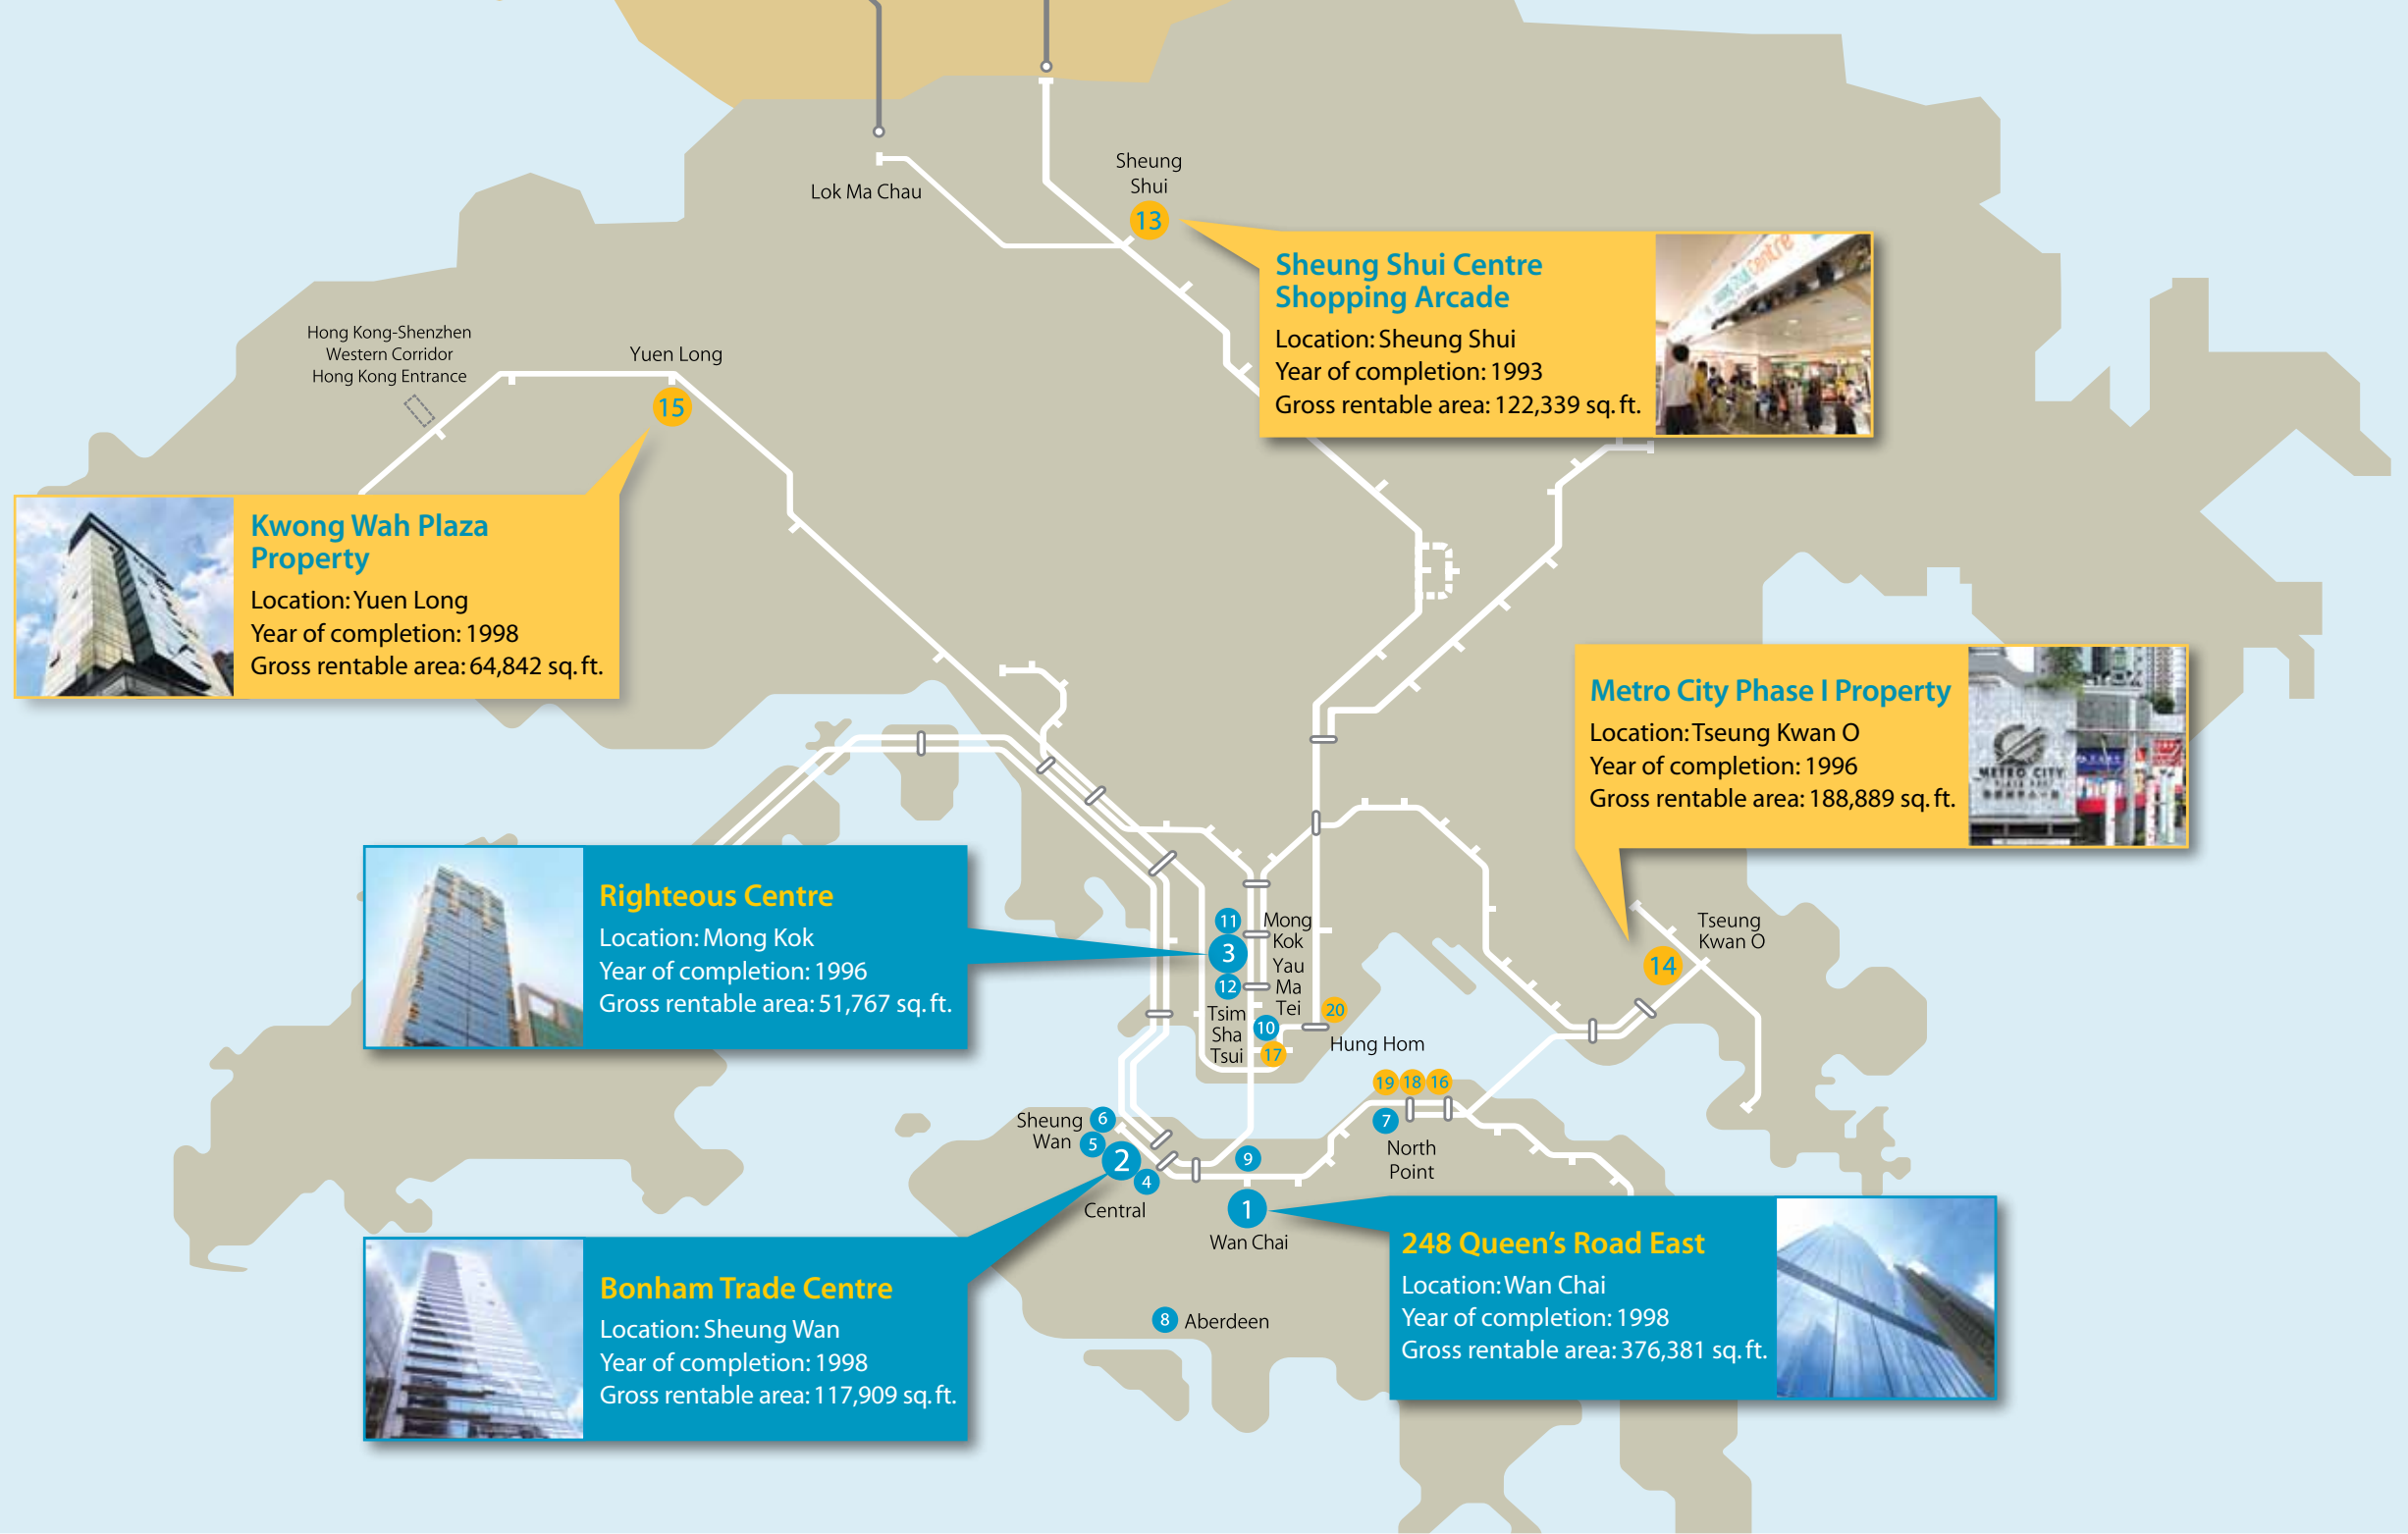 Sheung
Shui
13
Lok Ma Chau
Sheung Shui Centre
Shopping Arcade
Location: Sheung Shui
Year of completion: 1993
Gross rentable area: 122,339 sq. ft.
Hong Kong-Shenzhen
Western Corridor
Hong Kong Entrance
Yuen Long
15
Kwong Wah Plaza
Property
Location: Yuen Long
Year of completion: 1998
Gross rentable area: 64,842 sq. ft.
Metro City Phase I Property
Location: Tseung Kwan O
Year of completion: 1996
Gross rentable area: 188,889 sq. ft.
METRO CITY
Righteous Centre
Location: Mong Kok
Year of completion: 1996
Gross rentable area: 51,767 sq. ft.
11
Mong
Kok
3
Yau
Ma
Tei
12
Tsim
Sha
Tsui
10
17
20
Hung Hom
Tseung
Kwan O
14
19
18
16
7
North
Point
Sheung
Wan
6
5
2
4
Central
9
1
Wan Chai
Bonham Trade Centre
Location: Sheung Wan
Year of completion: 1998
Gross rentable area: 117,909 sq. ft.
248 Queen’s Road East
Location: Wan Chai
Year of completion: 1998
Gross rentable area: 376,381 sq. ft.
8
Aberdeen